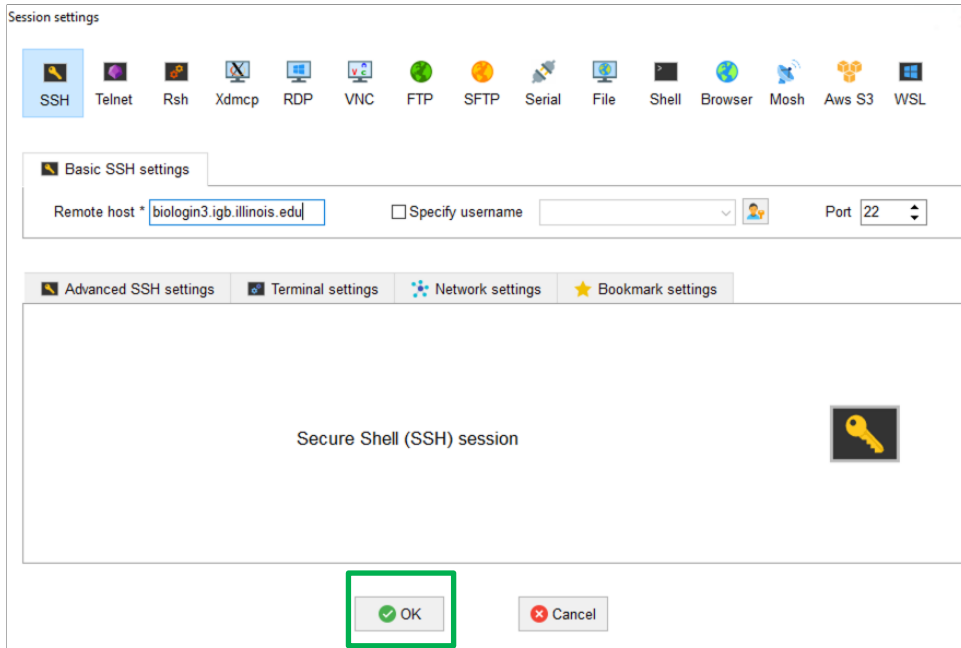 Session settings
SSH Telnet Rsh Xdmcp RDP VNC FTP SFTP Serial File Shell Browser Mosh Aws S3 WSL
Basic SSH settings
Remote host * biologin3.igb.illinois.edu Specify username Port 22
Advanced SSH settings Terminal settings Network settings Bookmark settings
Secure Shell (SSH) session
OK Cancel